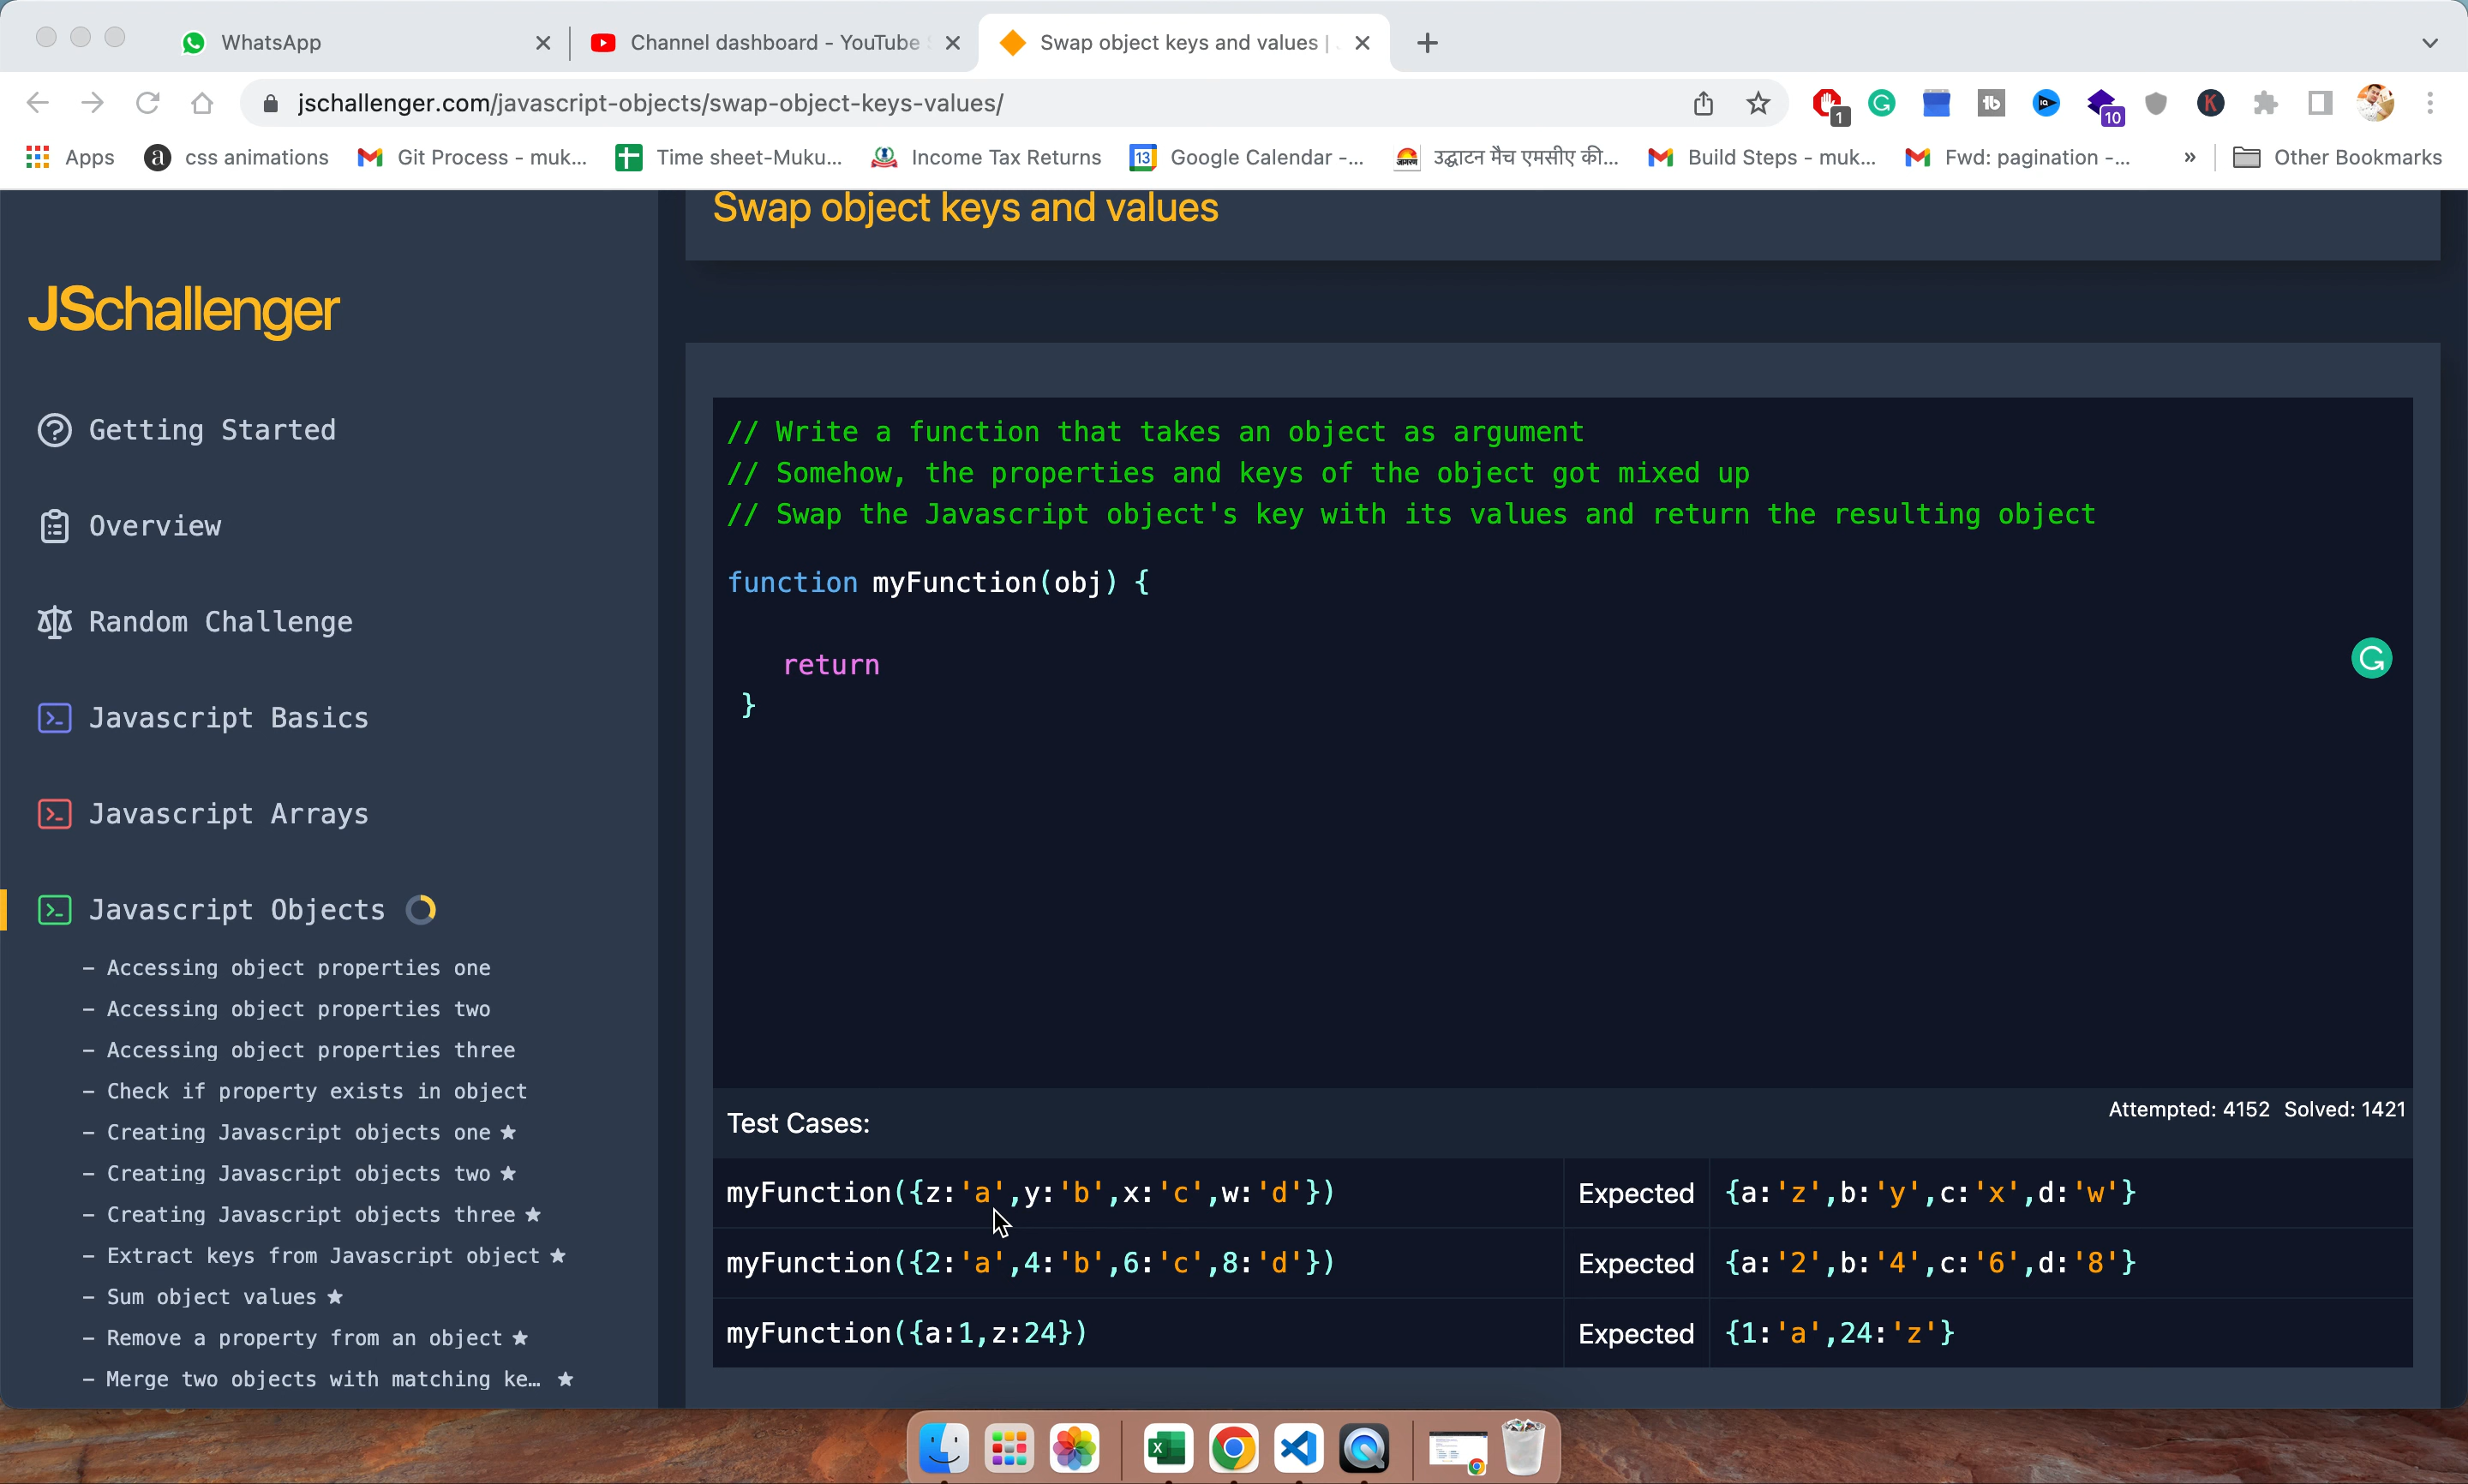 WhatsApp
Channel dashboard - YouTube
Swap object keys and values |
jschallenger.com/javascript-objects/swap-object-keys-values/
1
10
Apps
css animations
Git Process - muk...
Time sheet-Muku...
Income Tax Returns
13 Google Calendar -...
उद्घाटन मैच एमसीए की...
Build Steps - muk...
Fwd: pagination -...
»
Other Bookmarks
Swap object keys and values
JSchallenger
Getting Started
Overview
Random Challenge
Javascript Basics
Javascript Arrays
Javascript Objects
– Accessing object properties one
– Accessing object properties two
– Accessing object properties three
– Check if property exists in object
– Creating Javascript objects one ★
– Creating Javascript objects two ★
– Creating Javascript objects three ★
– Extract keys from Javascript object ★
– Sum object values ★
– Remove a property from an object ★
– Merge two objects with matching ke… ★
// Write a function that takes an object as argument
// Somehow, the properties and keys of the object got mixed up
// Swap the Javascript object's key with its values and return the resulting object
function myFunction(obj) {
return
}
Test Cases:
Attempted: 4152 Solved: 1421
myFunction({z:'a',y:'b',x:'c',w:'d'}) Expected {a:'z',b:'y',c:'x',d:'w'}
myFunction({2:'a',4:'b',6:'c',8:'d'}) Expected {a:'2',b:'4',c:'6',d:'8'}
myFunction({a:1,z:24}) Expected {1:'a',24:'z'}